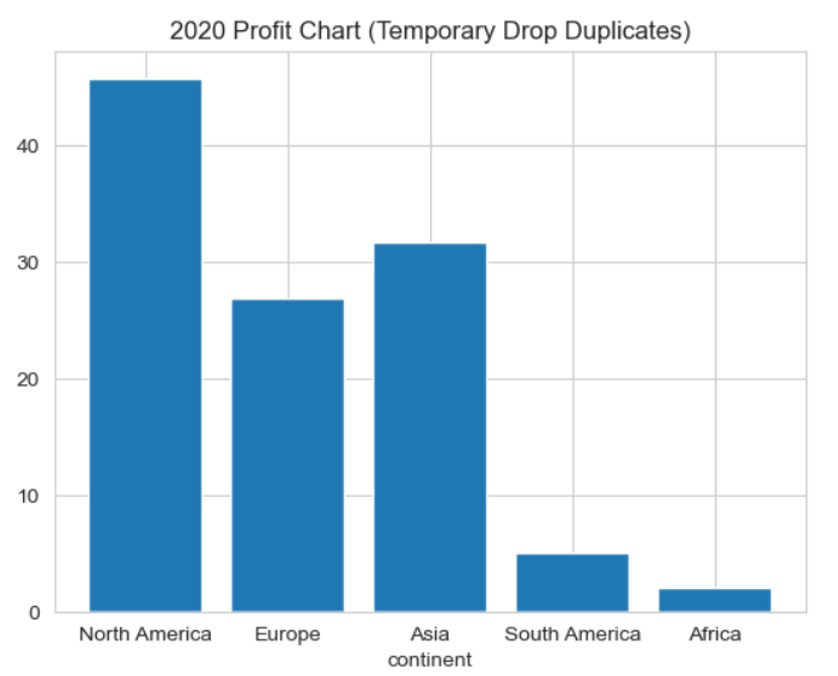 2020 Profit Chart (Temporary Drop Duplicates)
40
30
20
10
0
North America Europe Asia South America Africa
continent